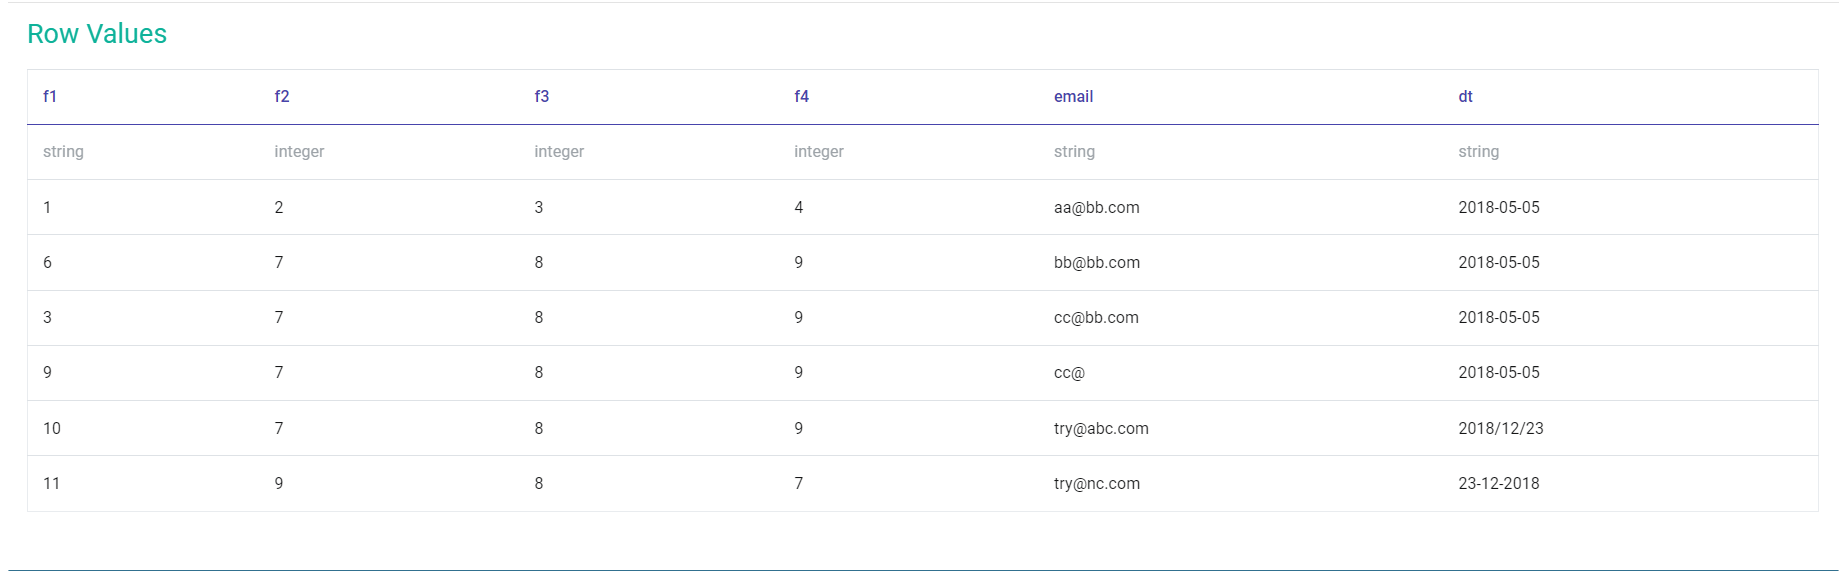 Row Values
f1 f2 f3 f4 email dt
string integer integer integer string string
1 2 3 4 aa@bb.com 2018-05-05
6 7 8 9 bb@bb.com 2018-05-05
3 7 8 9 cc@bb.com 2018-05-05
9 7 8 9 cc@ 2018-05-05
10 7 8 9 try@abc.com 2018/12/23
11 9 8 7 try@nc.com 23-12-2018